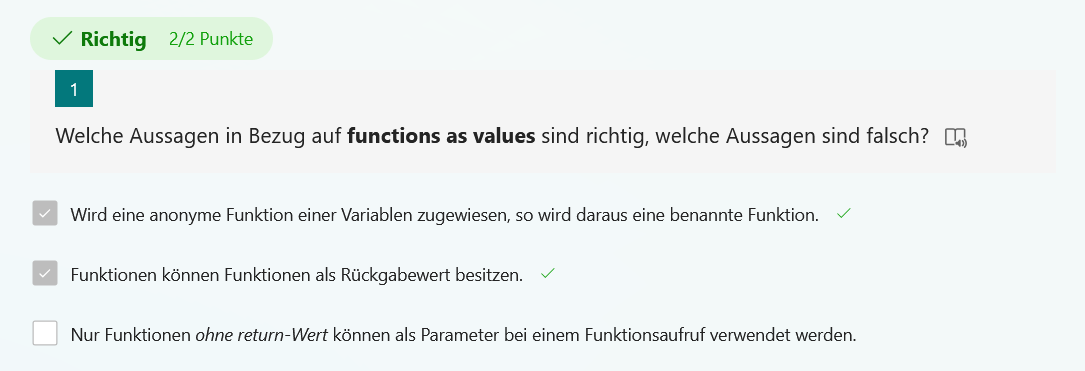 Richtig 2/2 Punkte
1
Welche Aussagen in Bezug auf functions as values sind richtig, welche Aussagen sind falsch?
Wird eine anonyme Funktion einer Variablen zugewiesen, so wird daraus eine benannte Funktion.
Funktionen können Funktionen als Rückgabewert besitzen.
Nur Funktionen ohne return-Wert können als Parameter bei einem Funktionsaufruf verwendet werden.